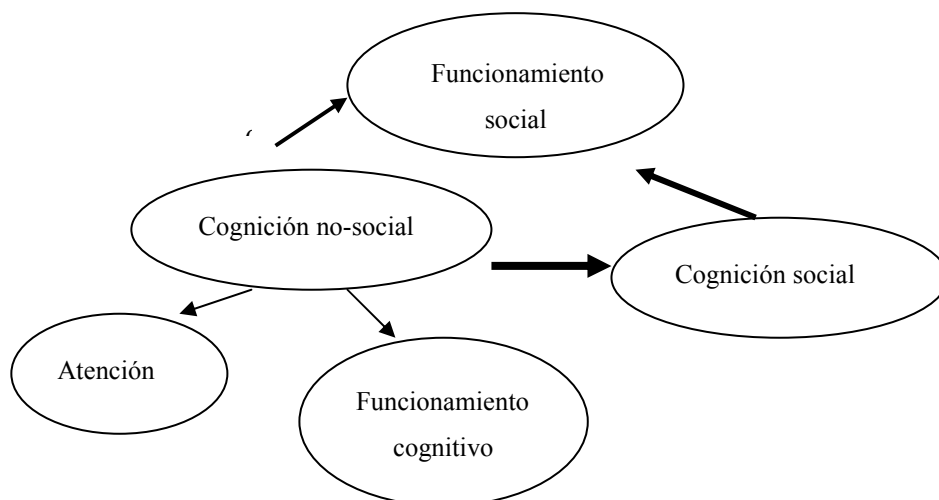 Funcionamiento
social
Cognición no-social
Cognición social
Atención
Funcionamiento
cognitivo